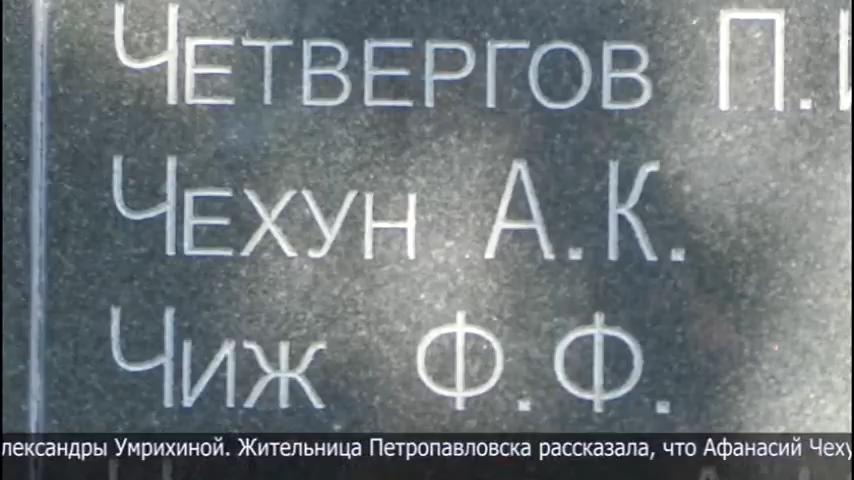 Четвергов П.
Чехун А.К.
Чиж Ф.Ф.
лександры Умрихиной. Жительница Петропавловска рассказала, что Афанасий Чеху